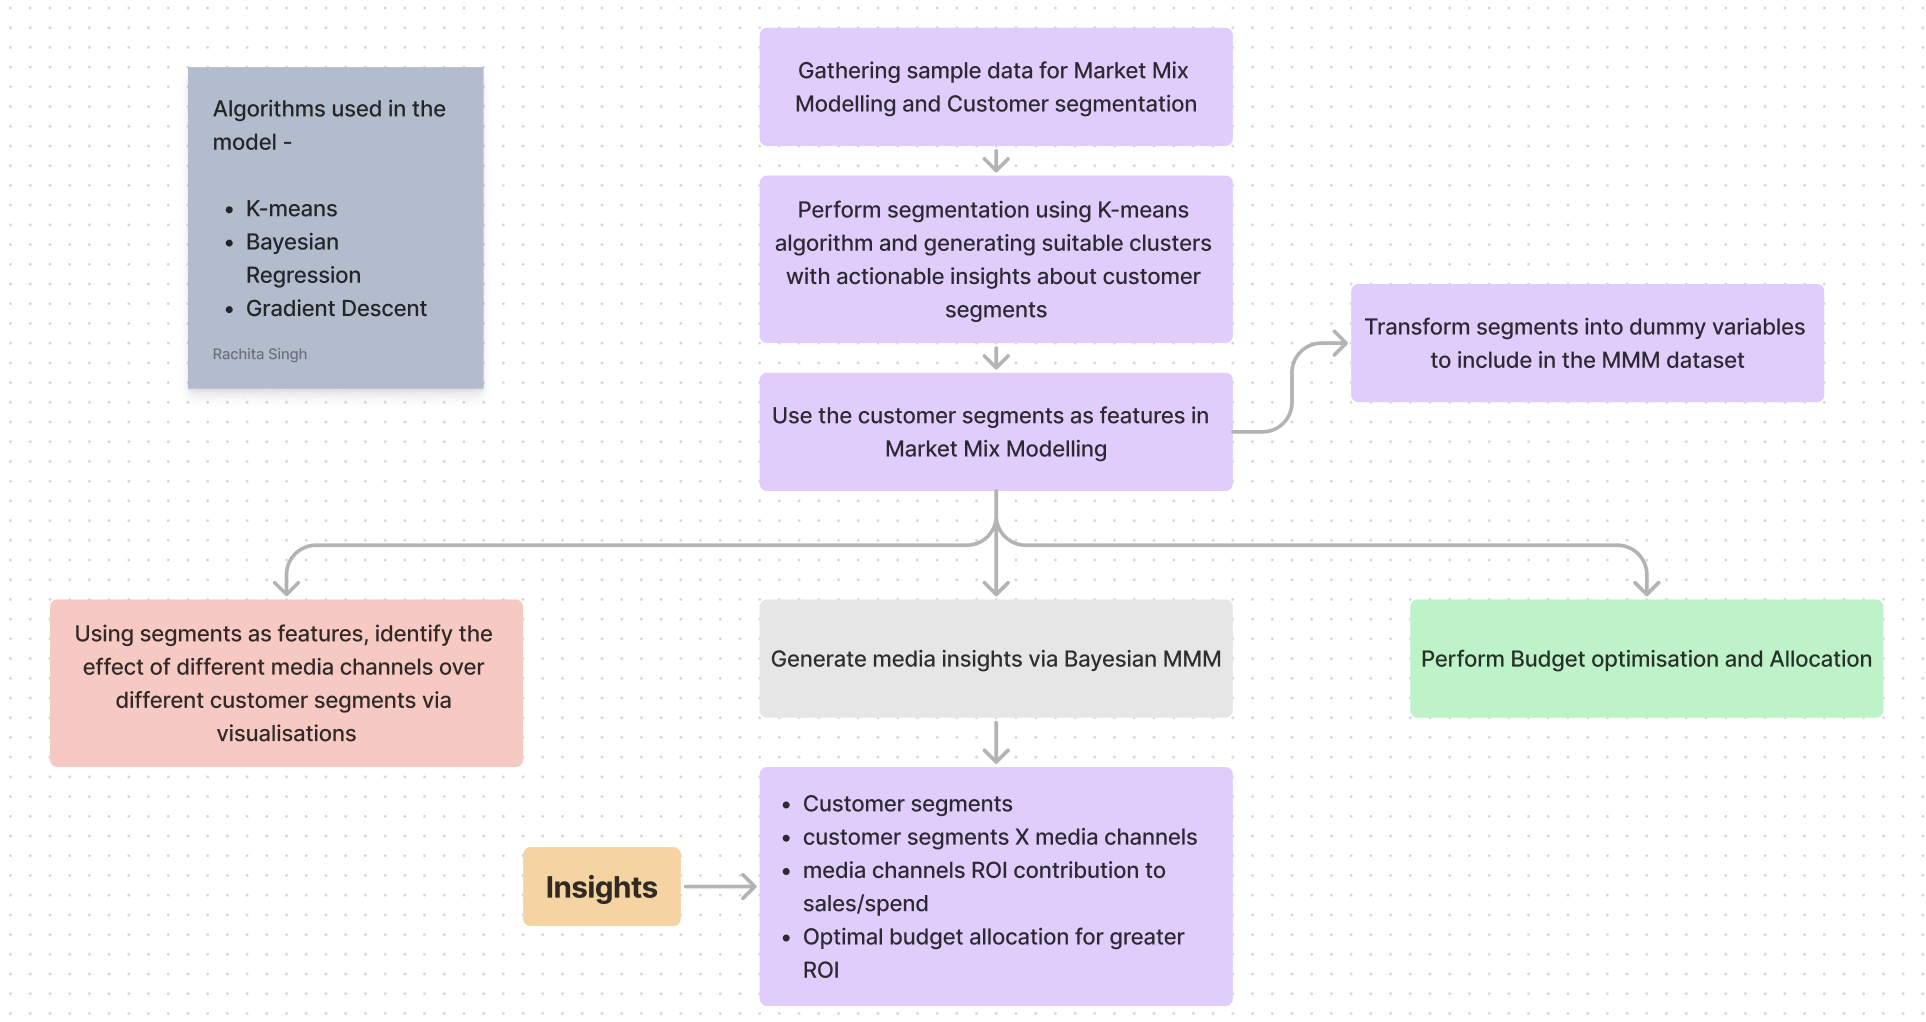 Gathering sample data for Market Mix
Modelling and Customer segmentation
Algorithms used in the
model -
• K-means
• Bayesian
Regression
• Gradient Descent
Rachita Singh
Perform segmentation using K-means
algorithm and generating suitable clusters
with actionable insights about customer
segments
Transform segments into dummy variables
to include in the MMM dataset
Use the customer segments as features in
Market Mix Modelling
Using segments as features, identify the
effect of different media channels over
different customer segments via
visualisations
Generate media insights via Bayesian MMM
Perform Budget optimisation and Allocation
Insights
• Customer segments
• customer segments X media channels
• media channels ROI contribution to
sales/spend
• Optimal budget allocation for greater
ROI